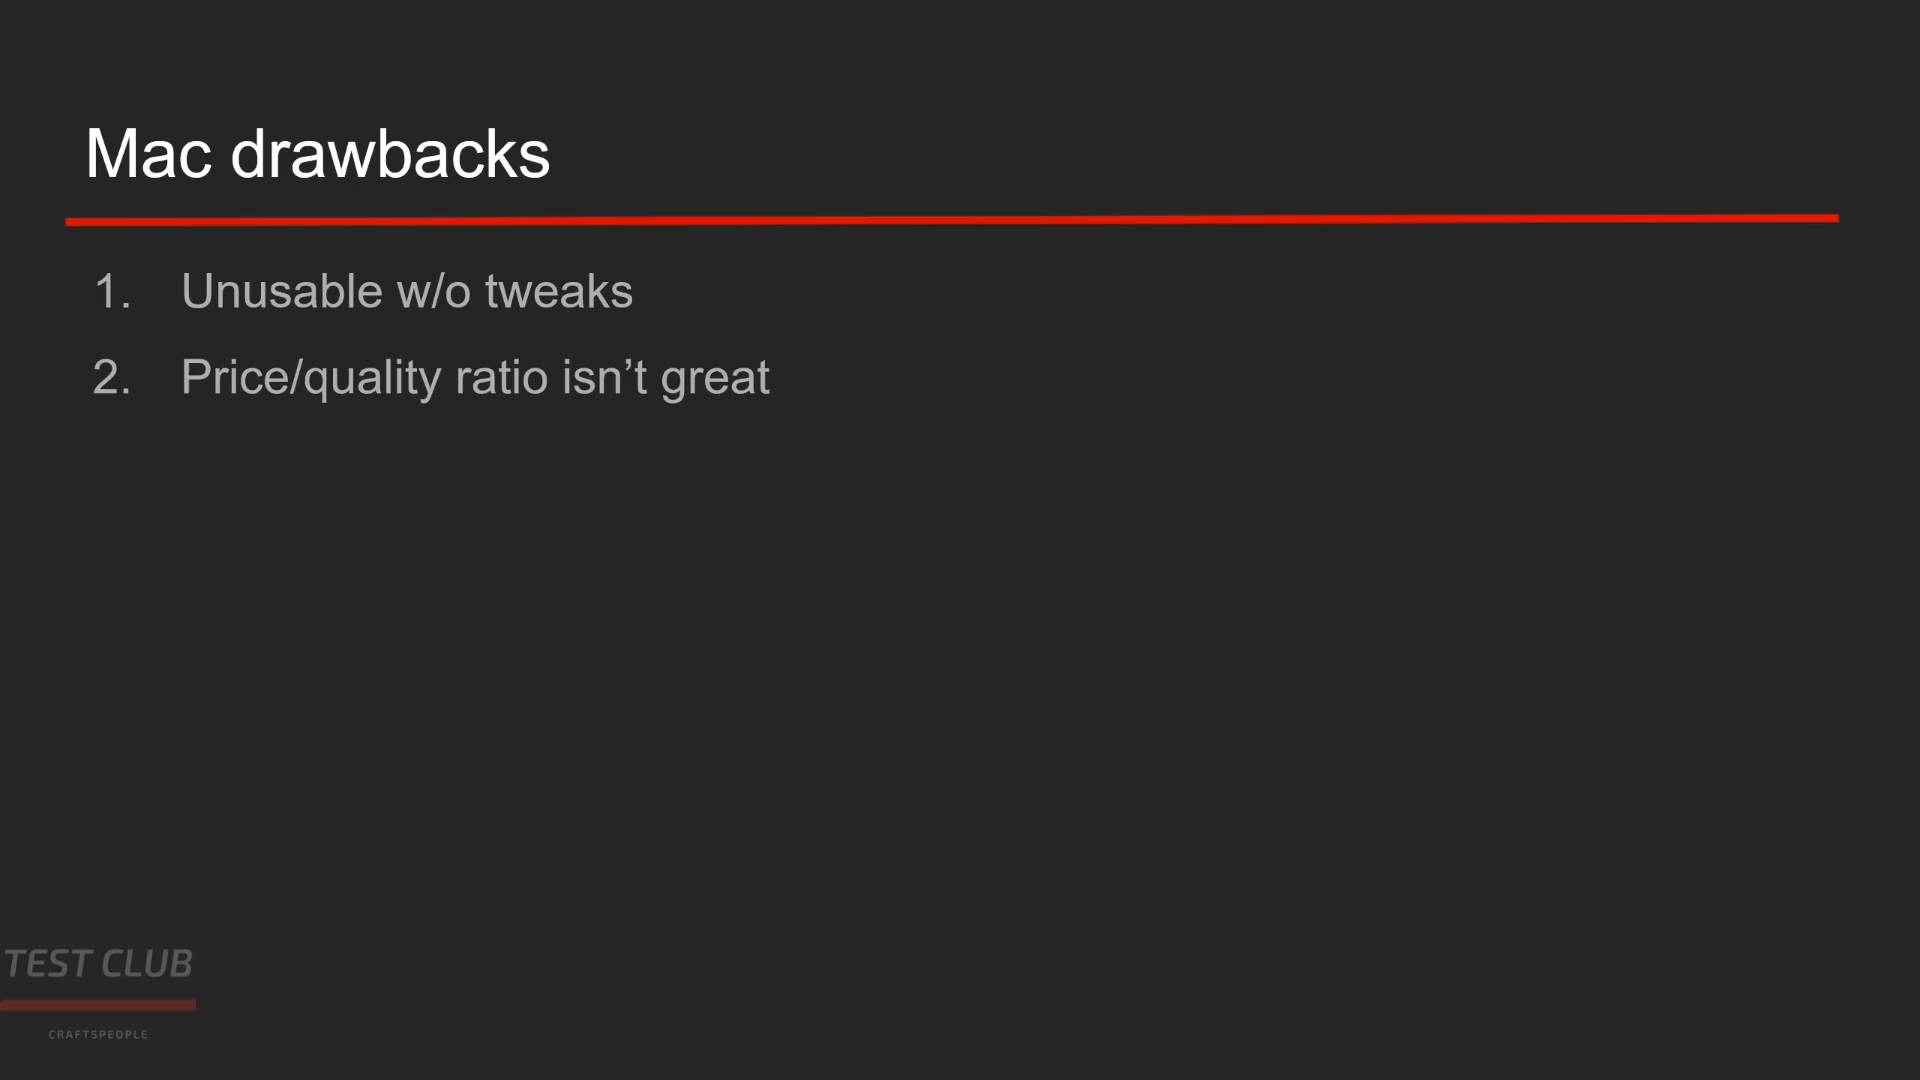 Mac drawbacks
1. Unusable w/o tweaks
2. Price/quality ratio isn’t great
TEST CLUB
CRAFTSPEOPLE